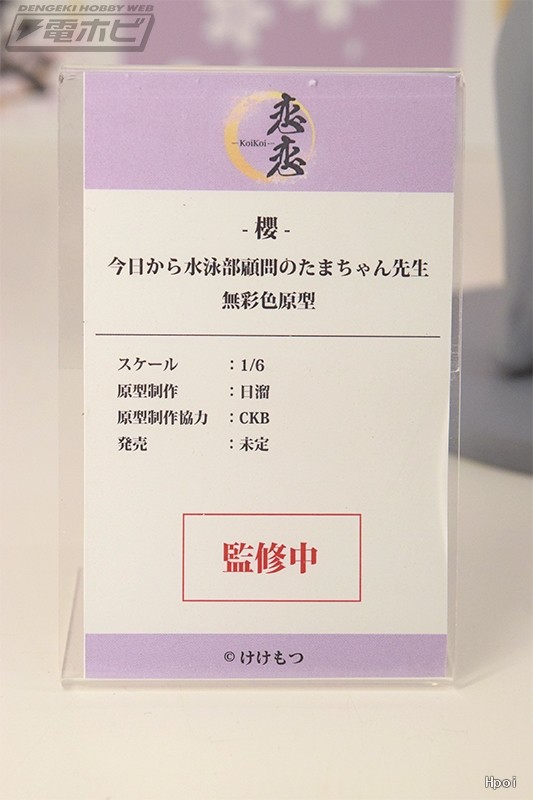 DENGEKI HOBBY WEB
電ホビ
恋
恋
―KoiKoi―
- 櫻 -
今日から水泳部顧問のたまちゃん先生
無彩色原型
スケール ：1/6
原型制作 ：日溜
原型制作協力 ：CKB
発売 ：未定
監修中
© けけもつ
Hpoi